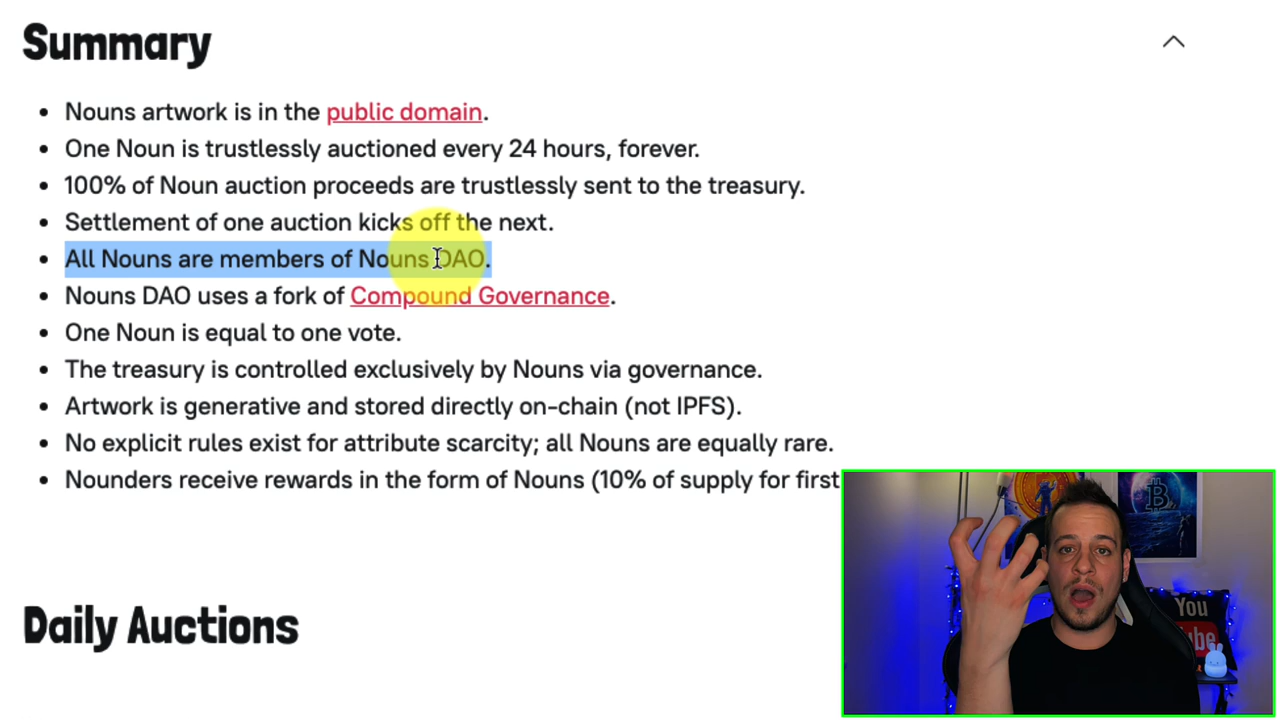 Summary
Nouns artwork is in the public domain.
One Noun is trustlessly auctioned every 24 hours, forever.
100% of Noun auction proceeds are trustlessly sent to the treasury.
Settlement of one auction kicks off the next.
All Nouns are members of Nouns DAO.
Nouns DAO uses a fork of Compound Governance.
One Noun is equal to one vote.
The treasury is controlled exclusively by Nouns via governance.
Artwork is generative and stored directly on-chain (not IPFS).
No explicit rules exist for attribute scarcity; all Nouns are equally rare.
Nounders receive rewards in the form of Nouns (10% of supply for first
Daily Auctions
You